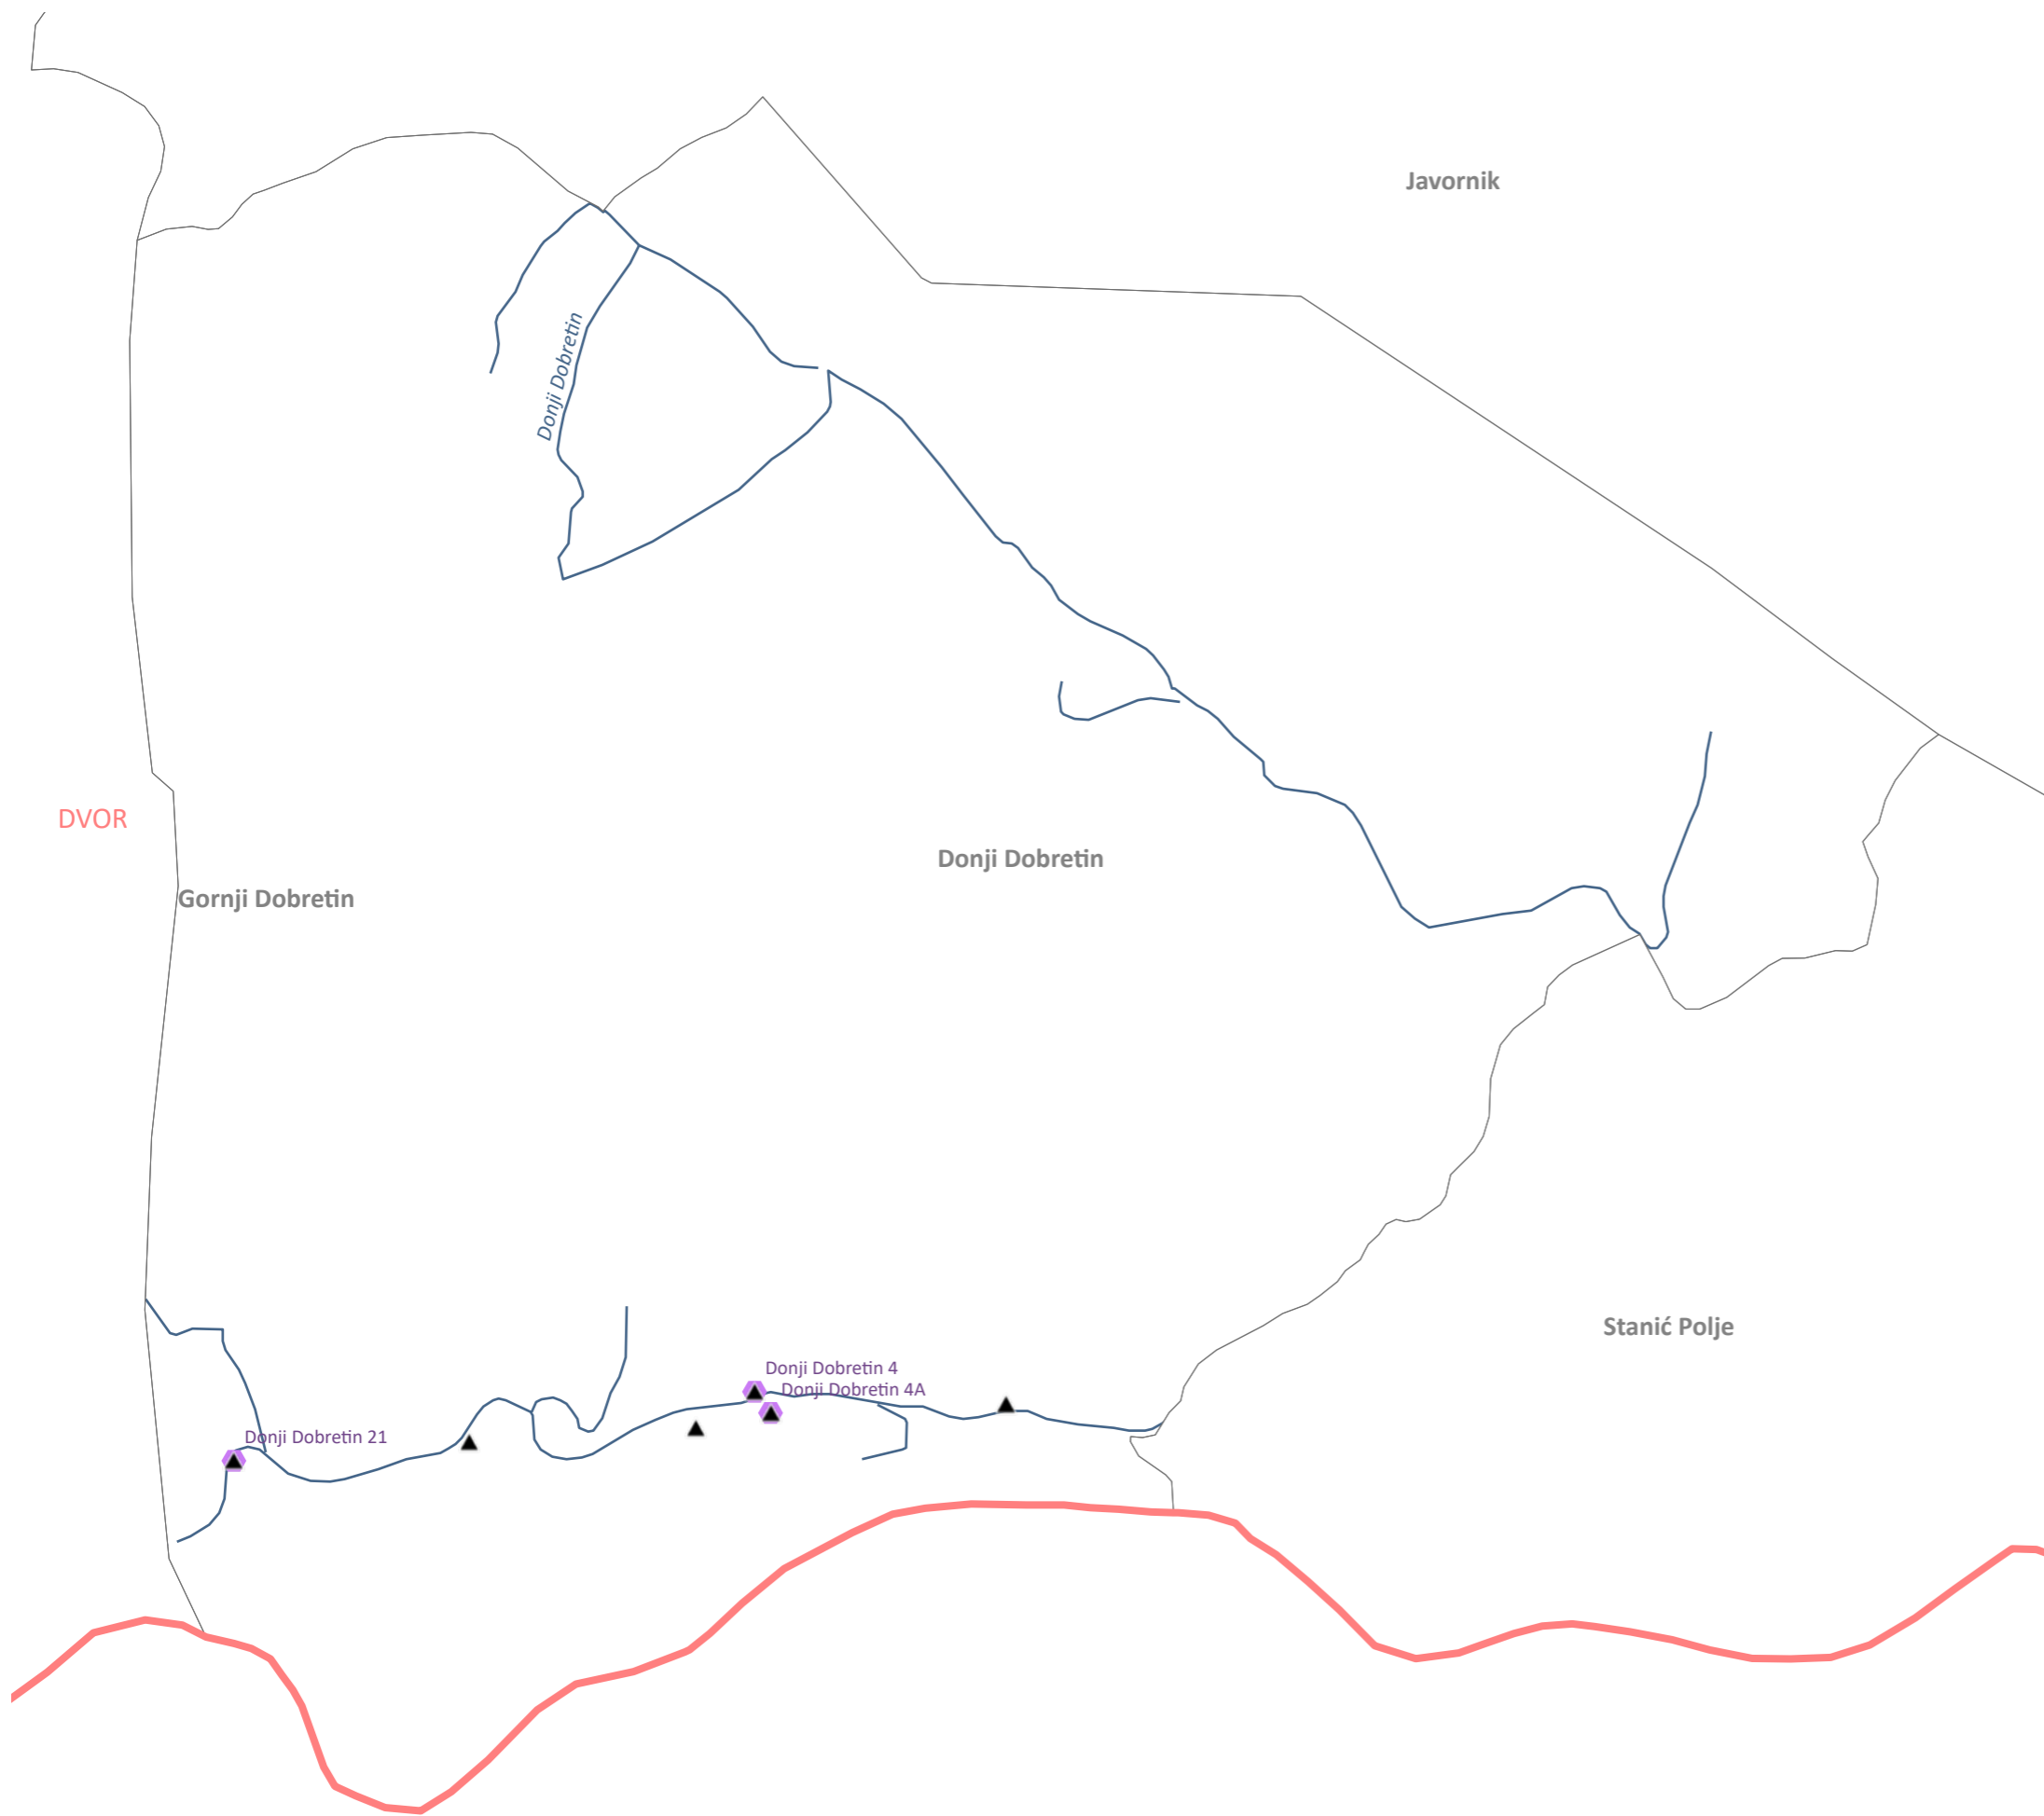 Javornik
Donji Dobretin
DVOR
Donji Dobretin
Gornji Dobretin
Stanić Polje
Donji Dobretin 4
Donji Dobretin 4A
Donji Dobretin 21